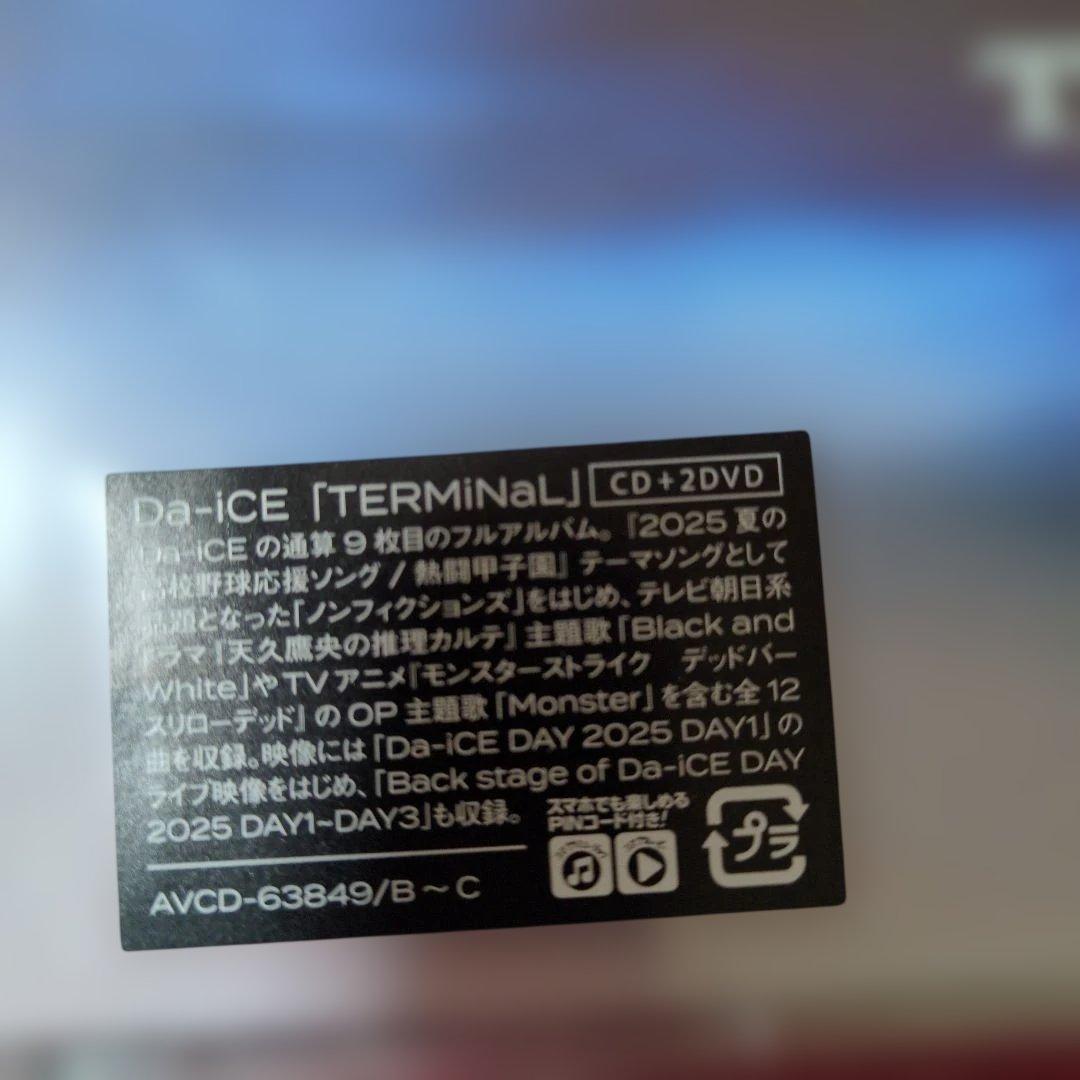 Da-iCE「TERMiNaL」 CD+2DVD
Da-iCE の通算 9 枚目のフルアルバム。『2025 夏の
高校野球応援ソング / 熱闘甲子園』テーマソングとして
話題となった「ノンフィクションズ」をはじめ、テレビ朝日系
ドラマ『天久鷹央の推理カルテ』主題歌「Black and
White」やTVアニメ『モンスターストライク デッドバー
スリローデッド』のOP 主題歌「Monster」を含む全 12
曲を収録。映像には「Da-iCE DAY 2025 DAY1」の
ライブ映像をはじめ、「Back stage of Da-iCE DAY
2025 DAY1~DAY3」も収録。
スマホでも楽しめる
PINコード付き!
プラ
AVCD-63849/B～C
T